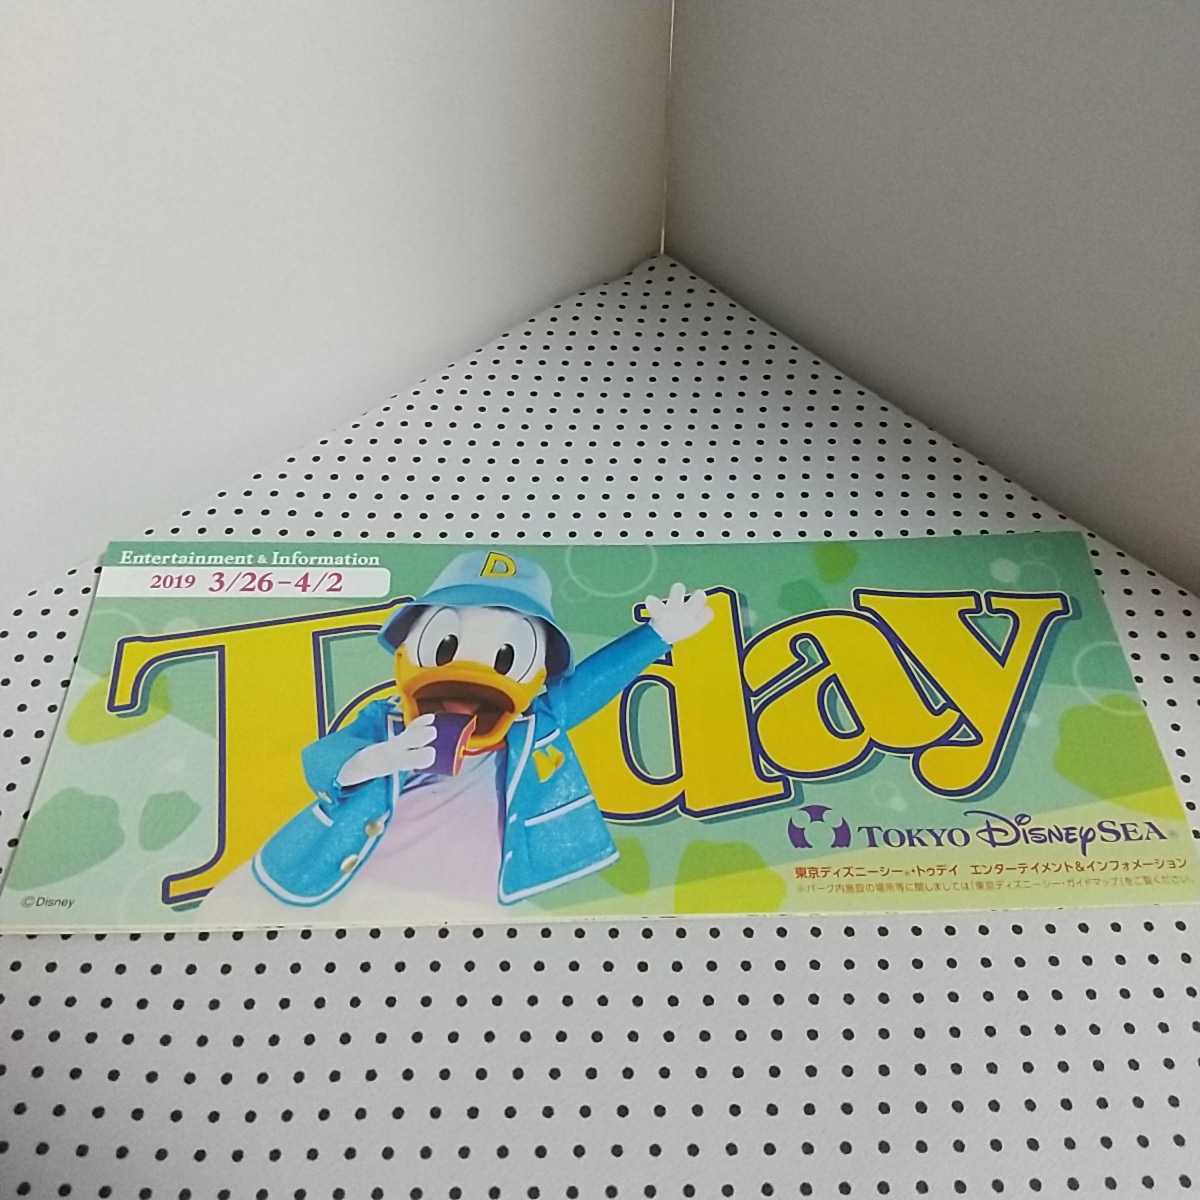 Entertainment & Information
2019 3/26-4/2
D
Today
TOKYO DISNEYSEA®
東京ディズニーシー®・トゥデイ エンターテイメント&インフォメーション
※パーク内施設の場所等に関しましては「東京ディズニーシー・ガイドマップ」をご覧ください。
©Disney